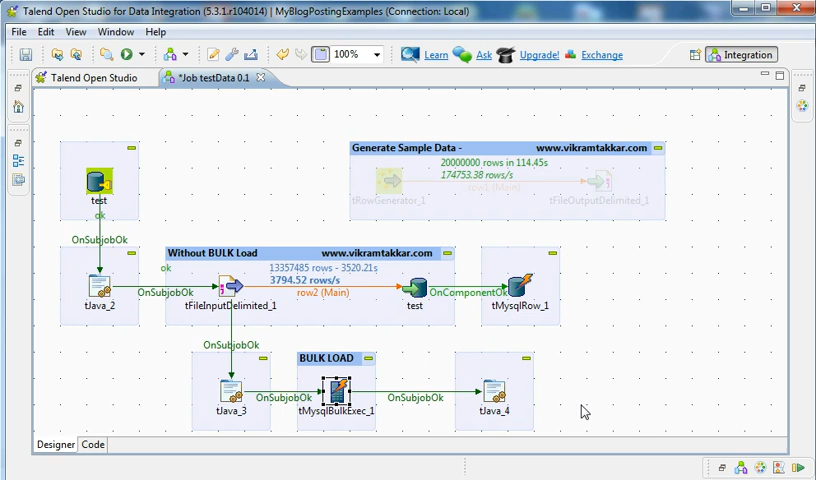 Talend Open Studio for Data Integration (5.3.1.r104014) | MyBlogPostingExamples (Connection: Local)
File Edit View Window Help
100% Learn Ask Upgrade! Exchange Integration
Talend Open Studio *Job testData 0.1
Generate Sample Data - www.vikramtakkar.com
20000000 rows in 114.45s
174753.38 rows/s
row1 (Main)
tRowGenerator_1 tFileOutputDelimited_1
test
ok
OnSubjobOk
Without BULK Load www.vikramtakkar.com
ok 13357485 rows - 3520.21s
3794.52 rows/s
OnSubjobOk row2 (Main) OnComponentOk
tJava_2 tFileInputDelimited_1 test tMysqlRow_1
OnSubjobOk
BULK LOAD
OnSubjobOk OnSubjobOk
tJava_3 tMysqlBulkExec_1 tJava_4
Designer Code